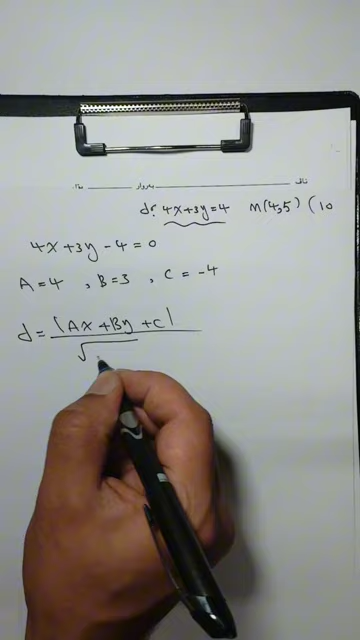 10) M(4,5) d: 4x+3y=4
4x+3y-4=0
A=4 , B=3 , C=-4
d= |Ax+By+C| / √